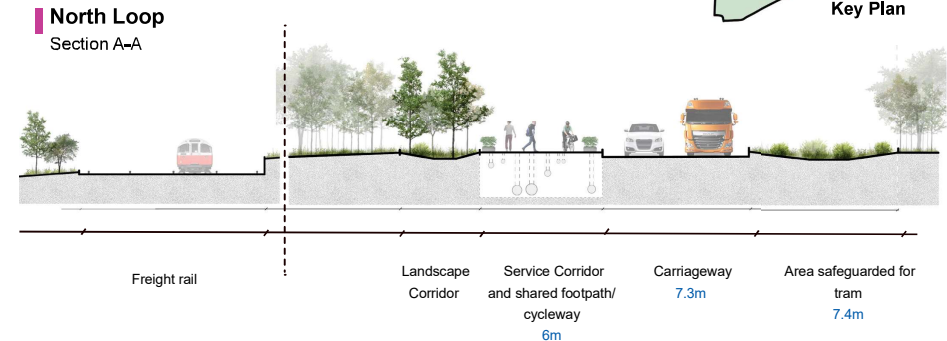 North Loop
Section A-A
Key Plan
Freight rail
Landscape
Corridor
Service Corridor
and shared footpath/
cycleway
6m
Carriageway
7.3m
Area safeguarded for
tram
7.4m